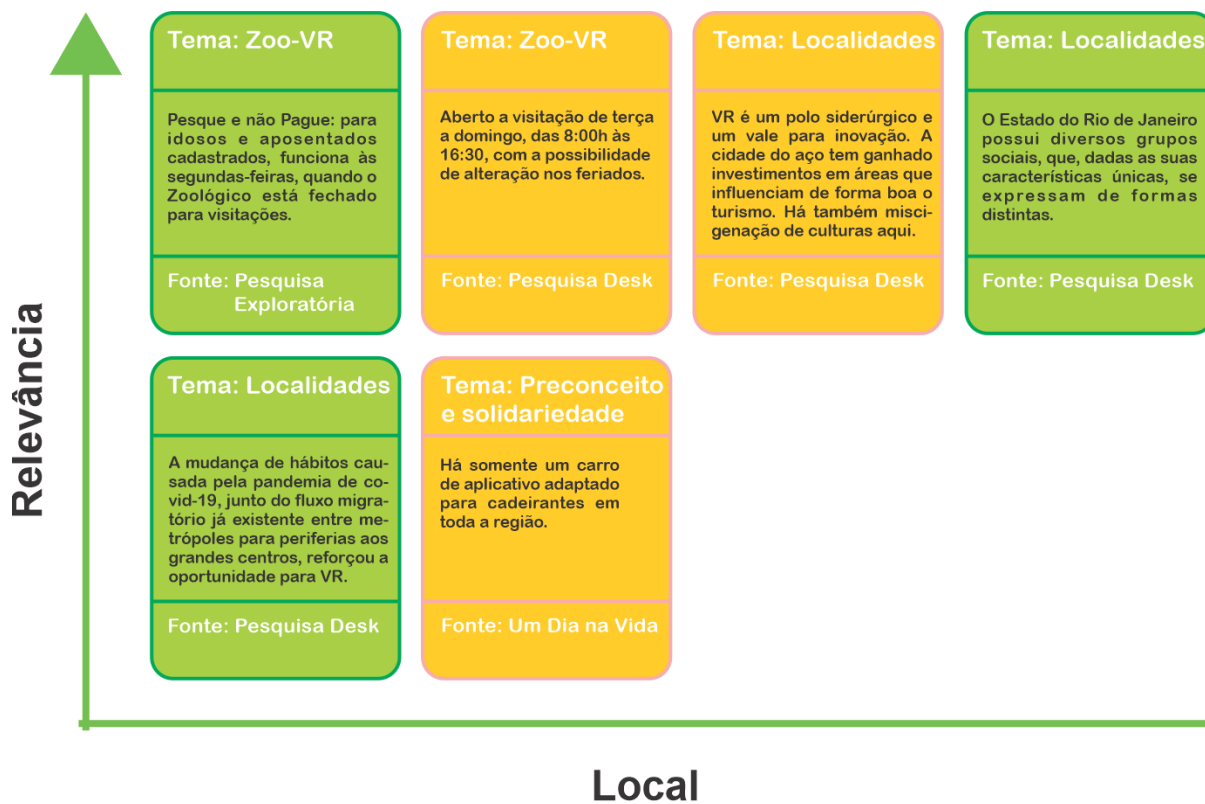 Relevância
Tema: Zoo-VR
Pesque e não Pague: para
idosos e aposentados
cadastrados, funciona às
segundas-feiras, quando o
Zoológico está fechado
para visitações.
Fonte: Pesquisa
Exploratória
Tema: Zoo-VR
Aberto a visitação de terça
a domingo, das 8:00h às
16:30, com a possibilidade
de alteração nos feriados.
Fonte: Pesquisa Desk
Tema: Localidades
VR é um polo siderúrgico e
um vale para inovação. A
cidade do aço tem ganhado
investimentos em áreas que
influenciam de forma boa o
turismo. Há também misci-
genação de culturas aqui.
Fonte: Pesquisa Desk
Tema: Localidades
O Estado do Rio de Janeiro
possui diversos grupos
sociais, que, dadas as suas
características únicas, se
expressam de formas
distintas.
Fonte: Pesquisa Desk
Tema: Localidades
A mudança de hábitos cau-
sada pela pandemia de co-
vid-19, junto do fluxo migra-
tório já existente entre me-
trópoles para periferias aos
grandes centros, reforçou a
oportunidade para VR.
Fonte: Pesquisa Desk
Tema: Preconceito
e solidariedade
Há somente um carro
de aplicativo adaptado
para cadeirantes em
toda a região.
Fonte: Um Dia na Vida
Local